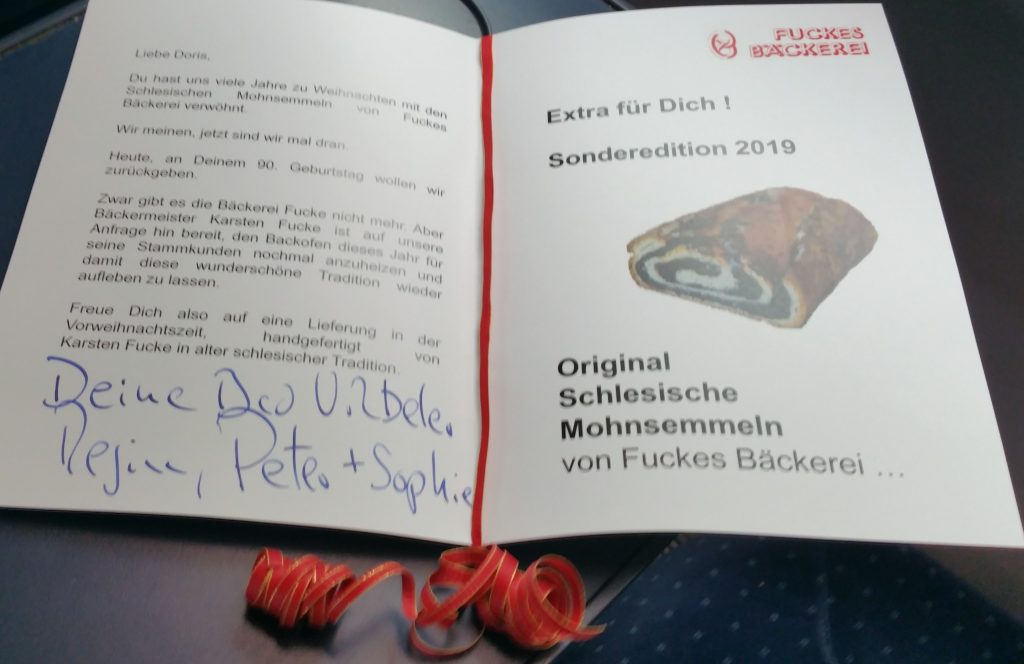 Liebe Doris,
Du hast uns viele Jahre zu Weihnachten mit den
Schlesischen Mohnsemmeln von Fuckes
Bäckerei verwöhnt.
Wir meinen, jetzt sind wir mal dran.
Heute, an Deinem 90. Geburtstag wollen wir
zurückgeben.
Zwar gibt es die Bäckerei Fucke nicht mehr. Aber
Bäckermeister Karsten Fucke ist auf unsere
Anfrage hin bereit, den Backofen dieses Jahr für
seine Stammkunden nochmal anzuheizen und
damit diese wunderschöne Tradition wieder
aufleben zu lassen.
Freue Dich also auf eine Lieferung in der
Vorweihnachtszeit, handgefertigt von
Karsten Fucke in alter schlesischer Tradition.
Deine
Peter + Sophie
FUCKES
BÄCKEREI
Extra für Dich !
Sonderedition 2019
Original
Schlesische
Mohnsemmeln
von Fuckes Bäckerei ...